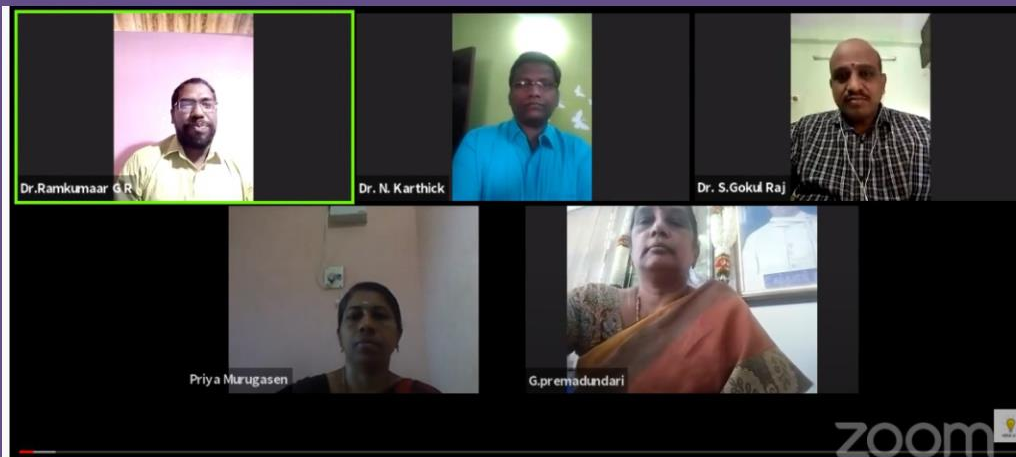 Dr.Ramkumaar G R
Dr. N. Karthick
Dr. S.Gokul Raj
Priya Murugasen
G.premadundari
zoom